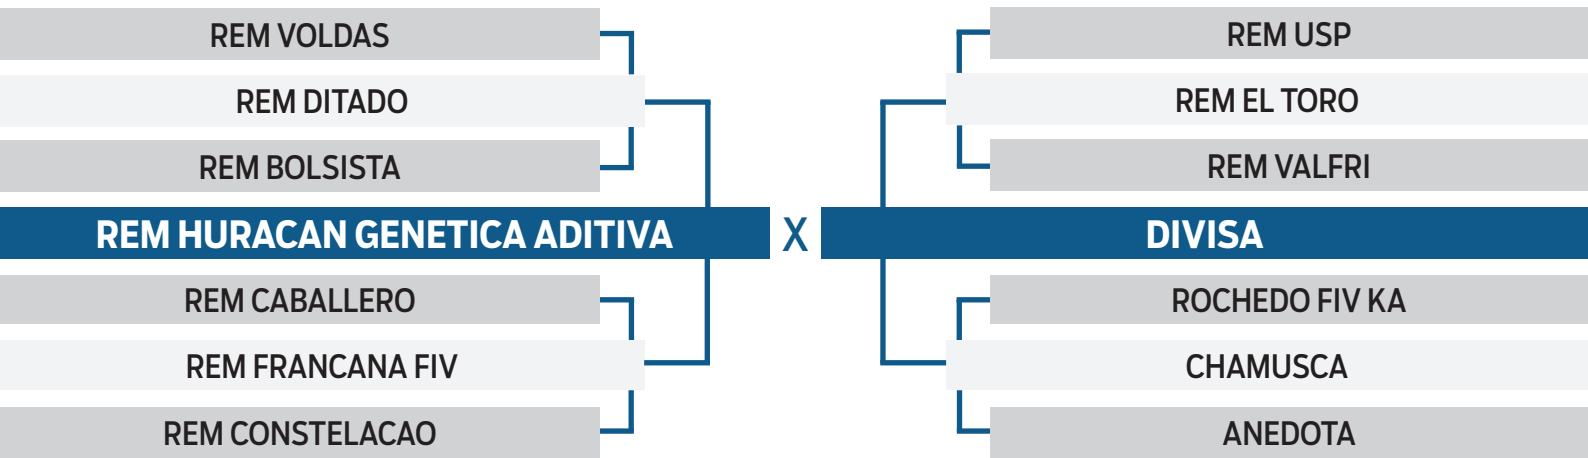 REM VOLDAS
REM DITADO
REM BOLSISTA
REM HURACAN GENETICA ADITIVA
REM CABALLERO
REM FRANCANA FIV
REM CONSTELACAO
X
REM USP
REM EL TORO
REM VALFRI
DIVISA
ROCHEDO FIV KA
CHAMUSCA
ANEDOTA